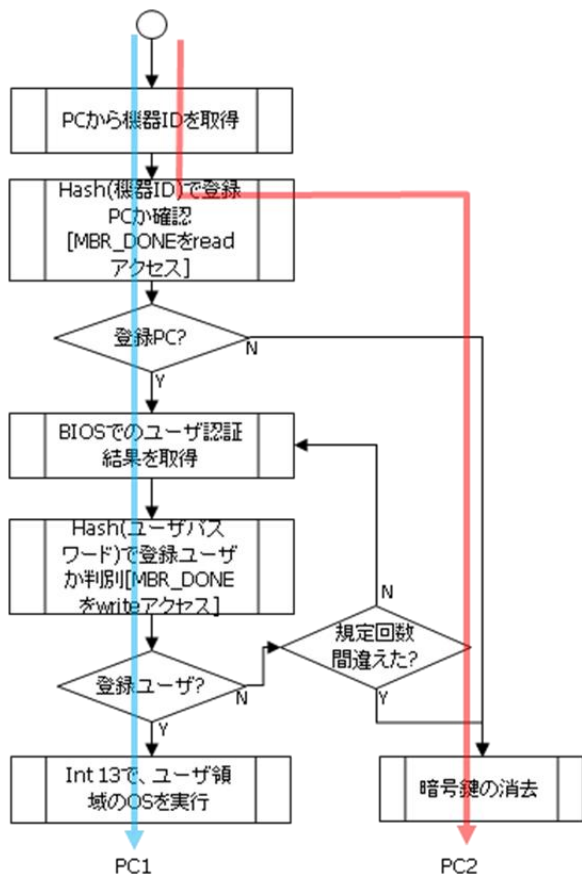 PCから機器IDを取得
Hash(機器ID)で登録
PCか確認
[MBR_DONEをread
アクセス]
登録PC?
N
Y
BIOSでのユーザ認証
結果を取得
Hash(ユーザパス
ワード)で登録ユーザ
か判別[MBR_DONE
をwriteアクセス]
N
規定回数
間違えた?
登録ユーザ?
N
Y
Y
Int 13で、ユーザ領
域のOSを実行
暗号鍵の消去
PC1
PC2